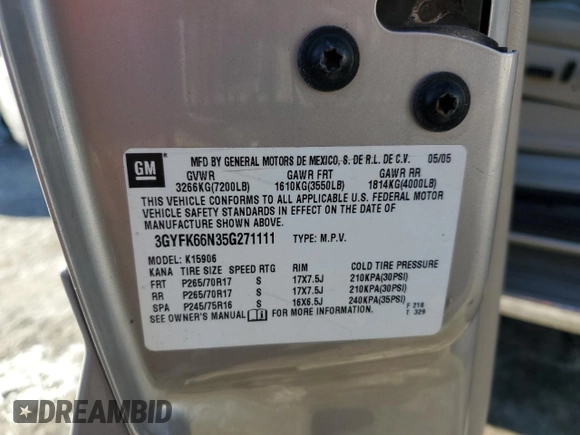 GM
MFD BY GENERAL MOTORS DE MEXICO, S. DE R.L. DE C.V. 05/05
GVWR GAWR FRT GAWR RR
3266KG(7200LB) 1610KG(3550LB) 1814KG(4000LB)
THIS VEHICLE CONFORMS TO ALL APPLICABLE U.S. FEDERAL MOTOR
VEHICLE SAFETY STANDARDS IN EFFECT ON THE DATE OF
MANUFACTURE SHOWN ABOVE.
3GYFK66N35G271111 TYPE: M.P.V.
MODEL: K15906
KANA TIRE SIZE SPEED RTG RIM COLD TIRE PRESSURE
FRT P265/70R17 S 17X7.5J 210KPA(30PSI)
RR P265/70R17 S 17X7.5J 210KPA(30PSI)
SPA P245/75R16 S 16X6.5J 240KPA(35PSI)
SEE OWNER'S MANUAL FOR MORE INFORMATION.
F 218
T 329
DREAMBID